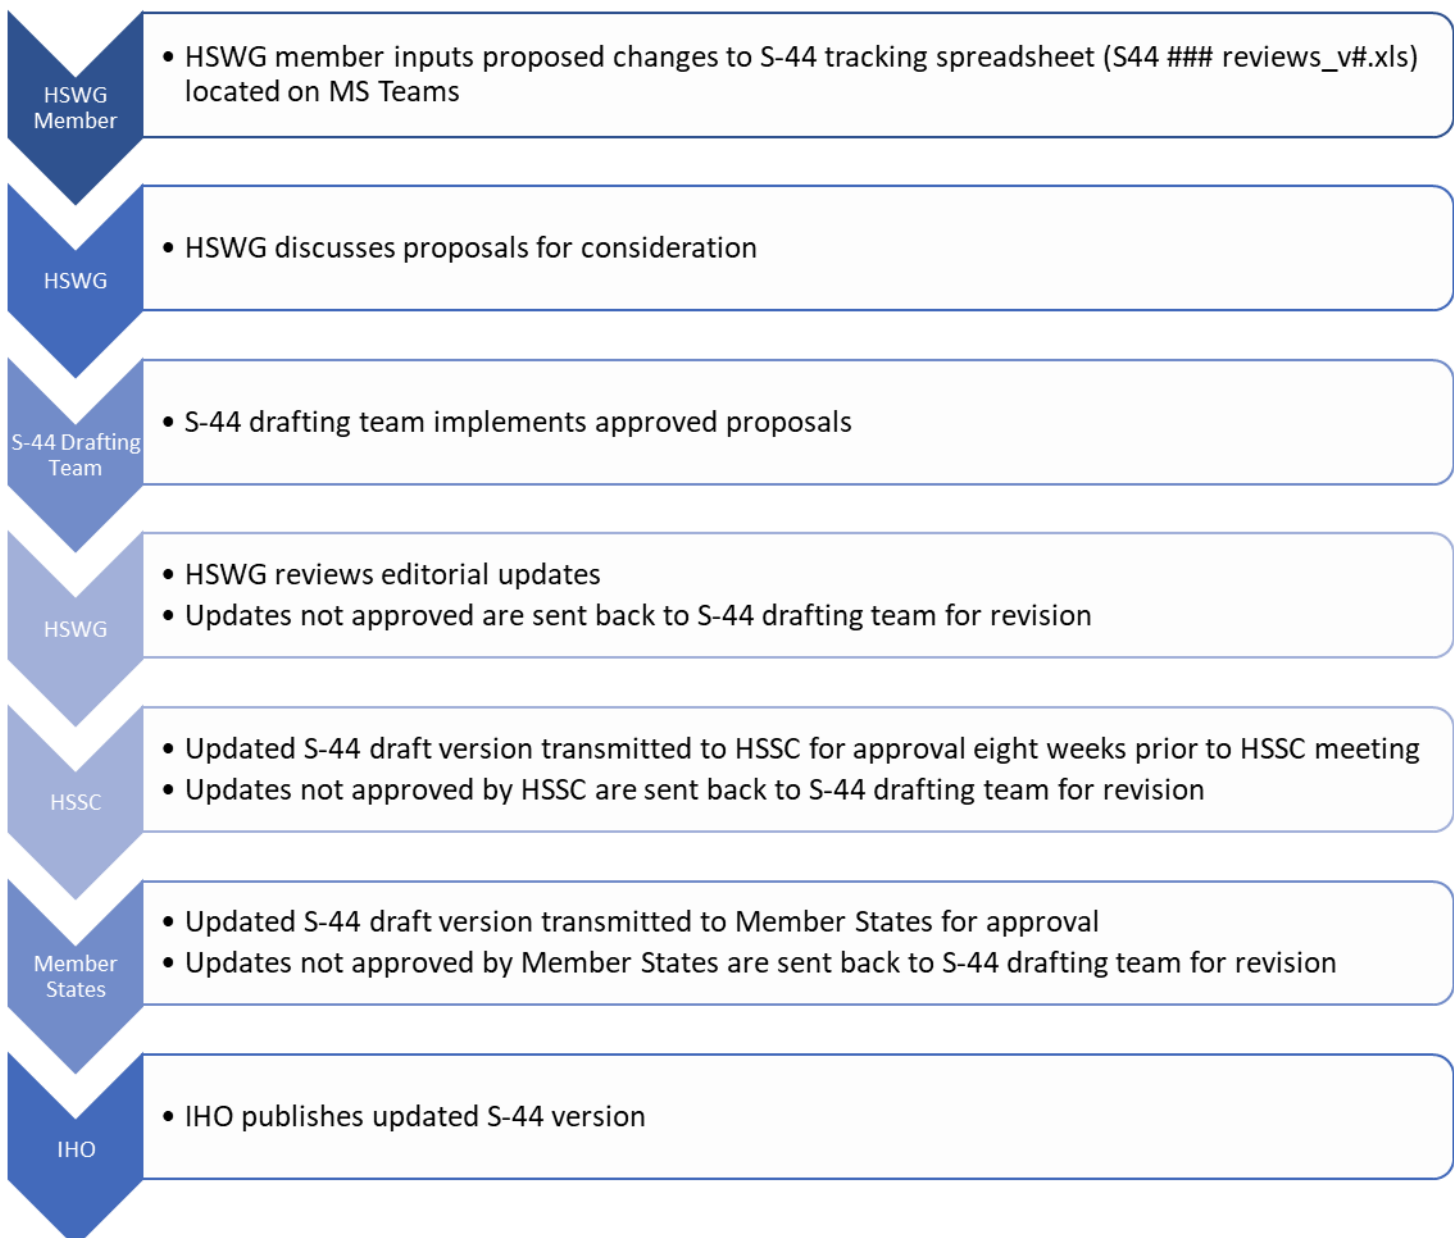 HSWG
Member
• HSWG member inputs proposed changes to S-44 tracking spreadsheet (S44 ### reviews_v#.xls)
located on MS Teams
HSWG
• HSWG discusses proposals for consideration
S-44 Drafting
Team
• S-44 drafting team implements approved proposals
HSWG
• HSWG reviews editorial updates
• Updates not approved are sent back to S-44 drafting team for revision
HSSC
• Updated S-44 draft version transmitted to HSSC for approval eight weeks prior to HSSC meeting
• Updates not approved by HSSC are sent back to S-44 drafting team for revision
Member
States
• Updated S-44 draft version transmitted to Member States for approval
• Updates not approved by Member States are sent back to S-44 drafting team for revision
IHO
• IHO publishes updated S-44 version